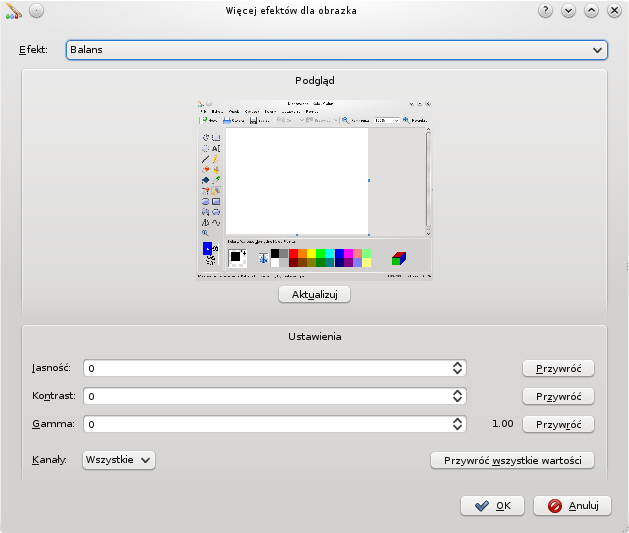 Więcej efektów dla obrazka
Efekt: Balans
Podgląd
Aktualizuj
Ustawienia
Jasność: 0 Przywróć
Kontrast: 0 Przywróć
Gamma: 0 1.00 Przywróć
Kanały: Wszystkie Przywróć wszystkie wartości
OK Anuluj